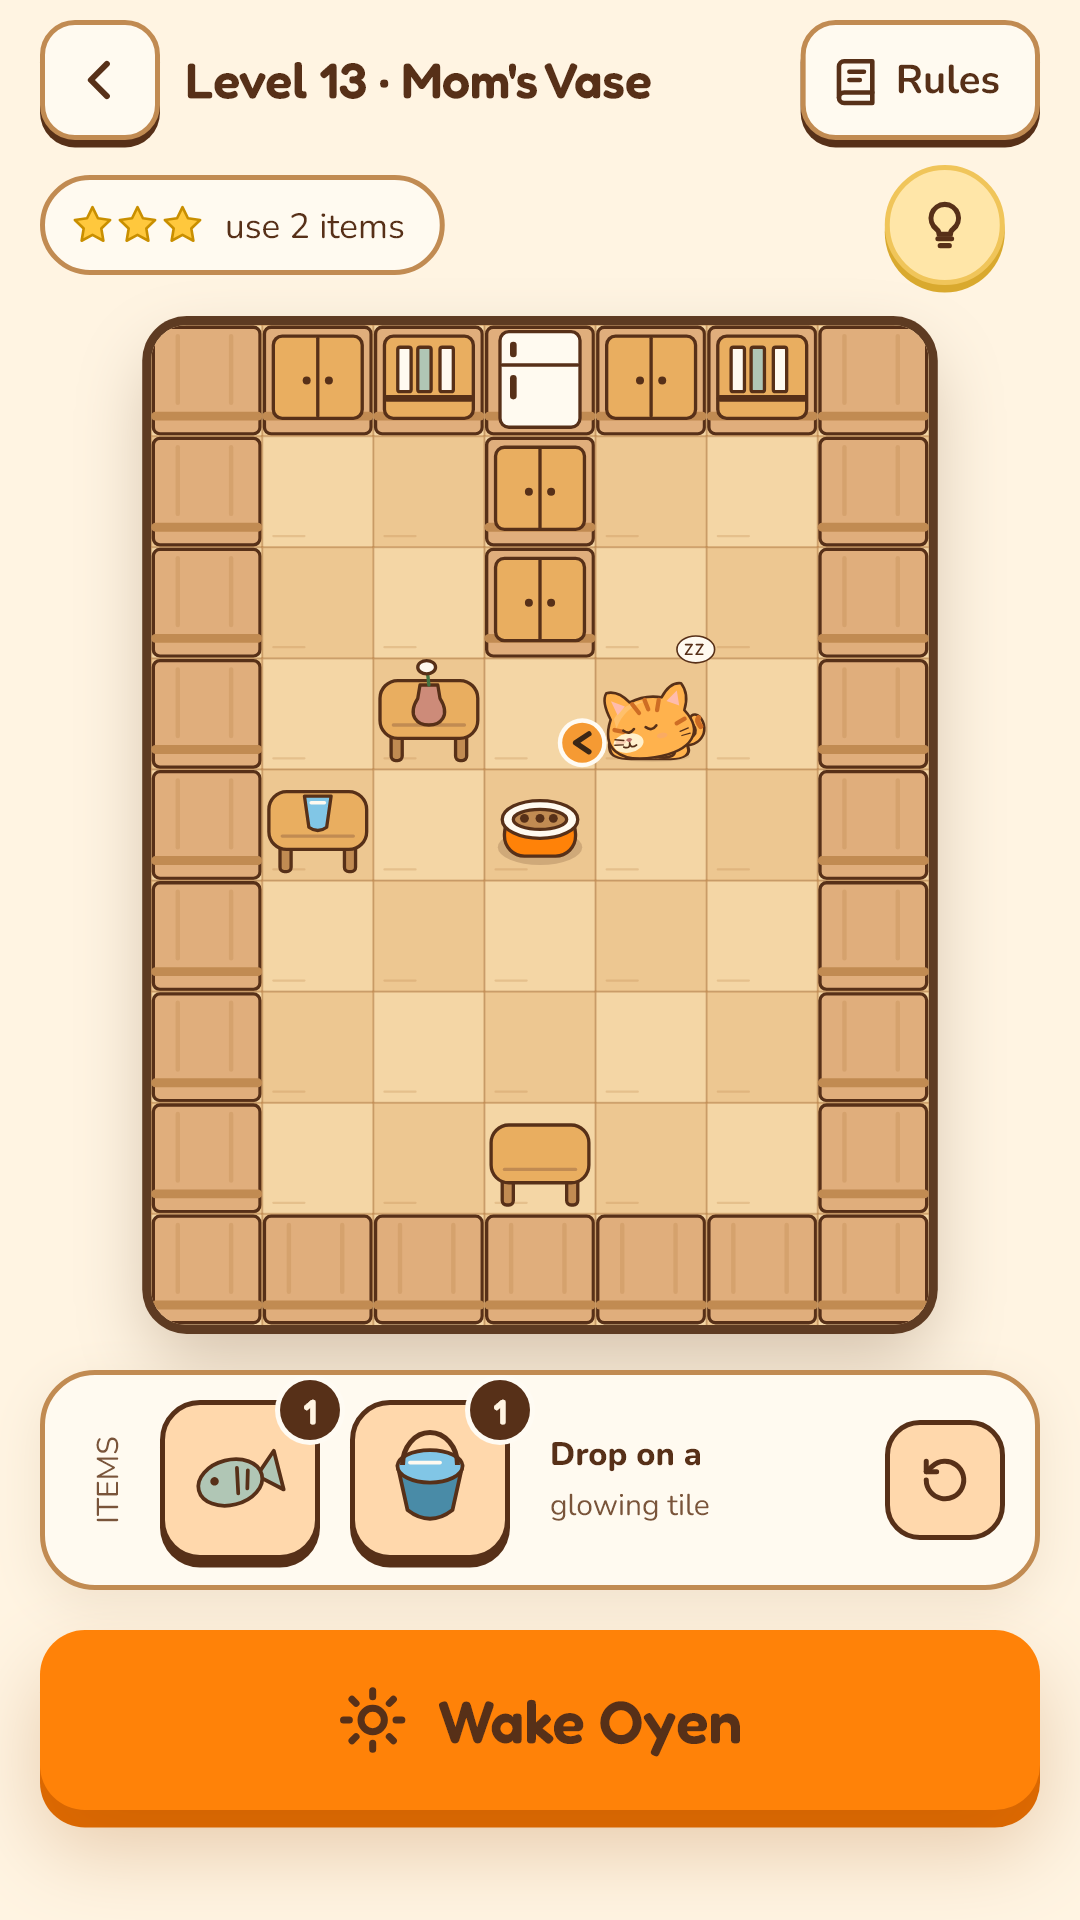 Level 13 · Mom's Vase
Rules
use 2 items
zz
ITEMS
1
1
Drop on a
glowing tile
Wake Oyen